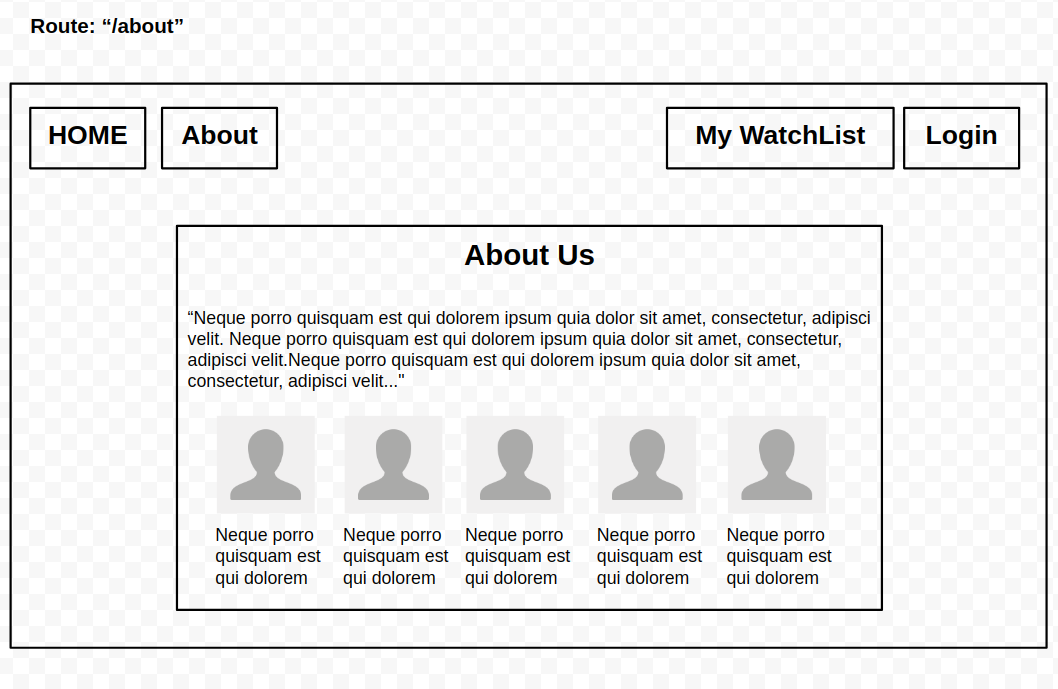 Route: “/about”
HOME About My WatchList Login
About Us
“Neque porro quisquam est qui dolorem ipsum quia dolor sit amet, consectetur, adipisci
velit. Neque porro quisquam est qui dolorem ipsum quia dolor sit amet, consectetur,
adipisci velit.Neque porro quisquam est qui dolorem ipsum quia dolor sit amet,
consectetur, adipisci velit..."
Neque porro
quisquam est
qui dolorem
Neque porro
quisquam est
qui dolorem
Neque porro
quisquam est
qui dolorem
Neque porro
quisquam est
qui dolorem
Neque porro
quisquam est
qui dolorem